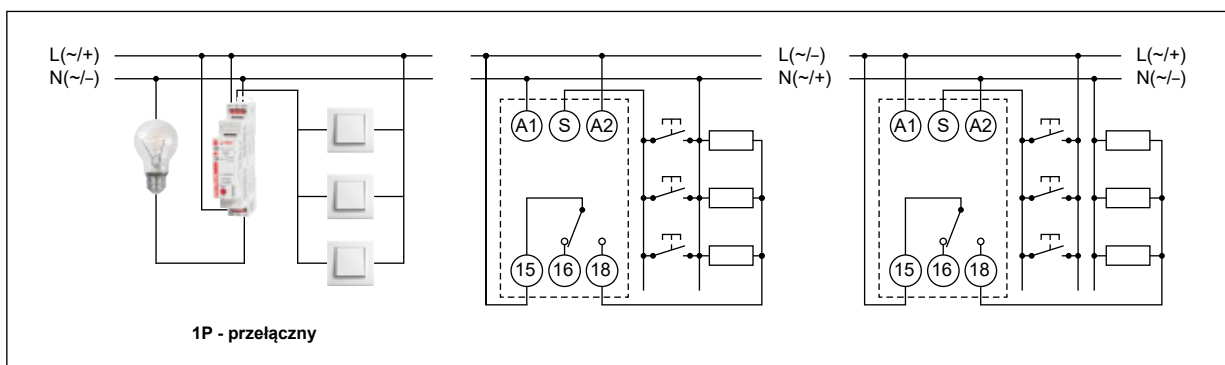 L(~/+)
N(~/–)
1P - przełączny
L(~/–)
N(~/+)
A1 S A2
15 16 18
L(~/+)
N(~/–)
A1 S A2
15 16 18